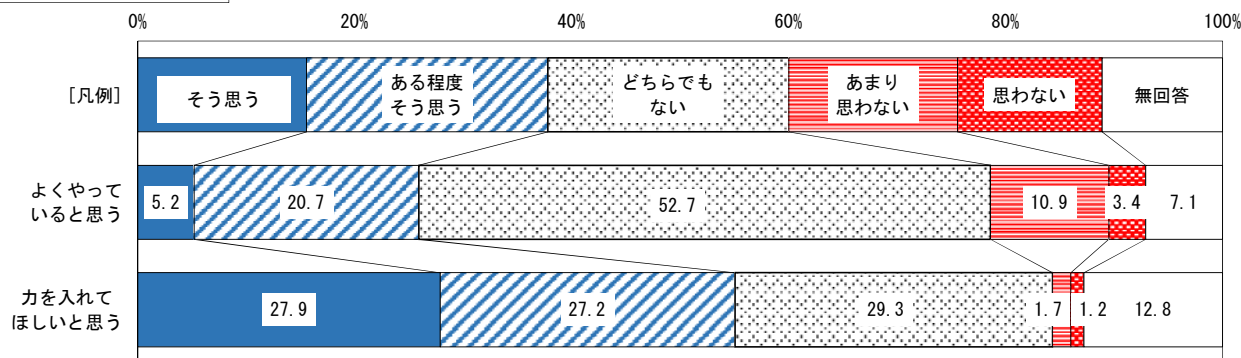 0% 20% 40% 60% 80% 100%
[凡例]
そう思う
ある程度
そう思う
どちらでも
ない
あまり
思わない
思わない
無回答
よくやって
いると思う
5.2 20.7 52.7 10.9 3.4 7.1
力を入れて
ほしいと思う
27.9 27.2 29.3 1.7 1.2 12.8